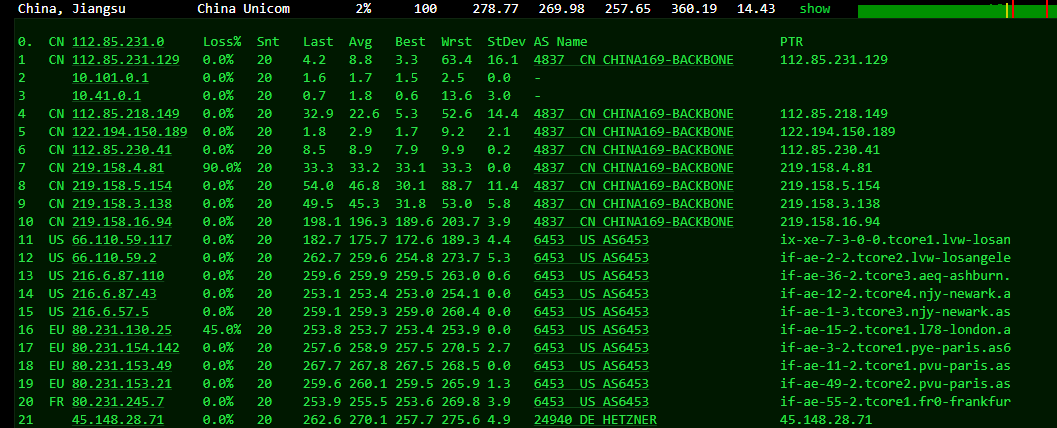 China, Jiangsu China Unicom 2% 100 278.77 269.98 257.65 360.19 14.43 show
0. CN 112.85.231.0 Loss% Snt Last Avg Best Wrst StDev AS Name PTR
1 CN 112.85.231.129 0.0% 20 4.2 8.8 3.3 63.4 16.1 4837 CN CHINA169-BACKBONE 112.85.231.129
2 10.101.0.1 0.0% 20 1.6 1.7 1.5 2.5 0.0 -
3 10.41.0.1 0.0% 20 0.7 1.8 0.6 13.6 3.0 -
4 CN 112.85.218.149 0.0% 20 32.9 22.6 5.3 52.6 14.4 4837 CN CHINA169-BACKBONE 112.85.218.149
5 CN 122.194.150.189 0.0% 20 1.8 2.9 1.7 9.2 2.1 4837 CN CHINA169-BACKBONE 122.194.150.189
6 CN 112.85.230.41 0.0% 20 8.5 8.9 7.9 9.9 0.2 4837 CN CHINA169-BACKBONE 112.85.230.41
7 CN 219.158.4.81 90.0% 20 33.3 33.2 33.1 33.3 0.0 4837 CN CHINA169-BACKBONE 219.158.4.81
8 CN 219.158.5.154 0.0% 20 54.0 46.8 30.1 88.7 11.4 4837 CN CHINA169-BACKBONE 219.158.5.154
9 CN 219.158.3.138 0.0% 20 49.5 45.3 31.8 53.0 5.8 4837 CN CHINA169-BACKBONE 219.158.3.138
10 CN 219.158.16.94 0.0% 20 198.1 196.3 189.6 203.7 3.9 4837 CN CHINA169-BACKBONE 219.158.16.94
11 US 66.110.59.117 0.0% 20 182.7 175.7 172.6 189.3 4.4 6453 US AS6453 ix-xe-7-3-0-0.tcore1.lvw-losan
12 US 66.110.59.2 0.0% 20 262.7 259.6 254.8 273.7 5.3 6453 US AS6453 if-ae-2-2.tcore2.lvw-losangele
13 US 216.6.87.110 0.0% 20 259.6 259.9 259.5 263.0 0.6 6453 US AS6453 if-ae-36-2.tcore3.aeq-ashburn.
14 US 216.6.87.43 0.0% 20 253.1 253.4 253.0 254.1 0.0 6453 US AS6453 if-ae-12-2.tcore4.njy-newark.a
15 US 216.6.57.5 0.0% 20 259.1 259.3 259.0 260.4 0.0 6453 US AS6453 if-ae-1-3.tcore3.njy-newark.as
16 EU 80.231.130.25 45.0% 20 253.8 253.7 253.4 253.9 0.0 6453 US AS6453 if-ae-15-2.tcore1.l78-london.a
17 EU 80.231.154.142 0.0% 20 257.6 258.9 257.5 270.5 2.7 6453 US AS6453 if-ae-3-2.tcore1.pye-paris.as6
18 EU 80.231.153.49 0.0% 20 267.7 267.8 267.5 268.5 0.0 6453 US AS6453 if-ae-11-2.tcore1.pvu-paris.as
19 EU 80.231.153.21 0.0% 20 259.6 260.1 259.5 265.9 1.3 6453 US AS6453 if-ae-49-2.tcore2.pvu-paris.as
20 FR 80.231.245.7 0.0% 20 253.9 255.5 253.6 269.8 3.9 6453 US AS6453 if-ae-55-2.tcore1.fr0-frankfur
21 45.148.28.71 0.0% 20 262.6 270.1 257.7 275.6 4.9 24940 DE HETZNER 45.148.28.71